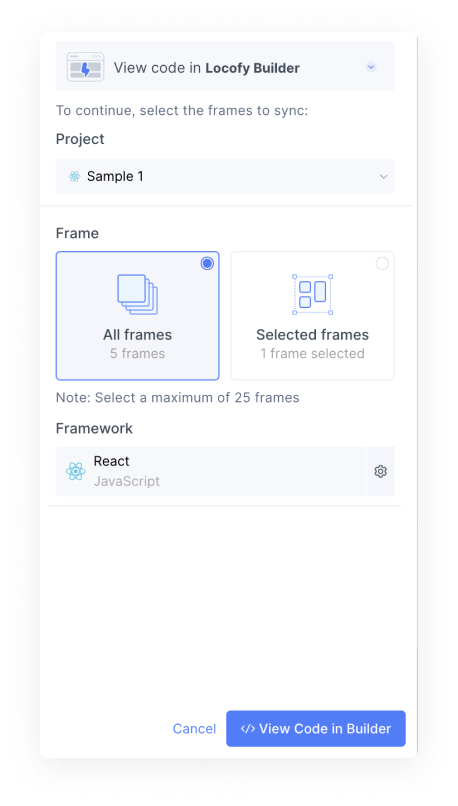 View code in Locofy Builder
To continue, select the frames to sync:
Project
Sample 1
Frame
All frames
5 frames
Selected frames
1 frame selected
Note: Select a maximum of 25 frames
Framework
React
JavaScript
Cancel
</> View Code in Builder